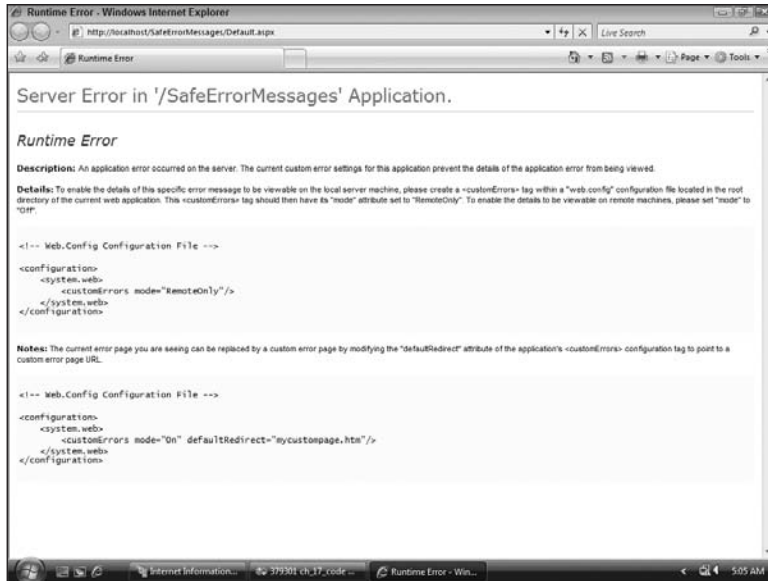 Runtime Error - Windows Internet Explorer
http://localhost/SafeErrorMessages/Default.aspx
Live Search
Runtime Error
Page
Tools
Server Error in '/SafeErrorMessages' Application.
Runtime Error
Description: An application error occurred on the server. The current custom error settings for this application prevent the details of the application error from being viewed.
Details: To enable the details of this specific error message to be viewable on the local server machine, please create a <customErrors> tag within a "web.config" configuration file located in the root
directory of the current web application. This <customErrors> tag should then have its "mode" attribute set to "RemoteOnly". To enable the details to be viewable on remote machines, please set "mode" to
"Off".
<!-- Web.Config Configuration File -->
<configuration>
<system.web>
<customErrors mode="RemoteOnly"/>
</system.web>
</configuration>
Notes: The current error page you are seeing can be replaced by a custom error page by modifying the "defaultRedirect" attribute of the application's <customErrors> configuration tag to point to a
custom error page URL.
<!-- Web.Config Configuration File -->
<configuration>
<system.web>
<customErrors mode="On" defaultRedirect="mycustompage.htm"/>
</system.web>
</configuration>
Internet Information...
379301 ch_17_code ...
Runtime Error - Win...
5:05 AM